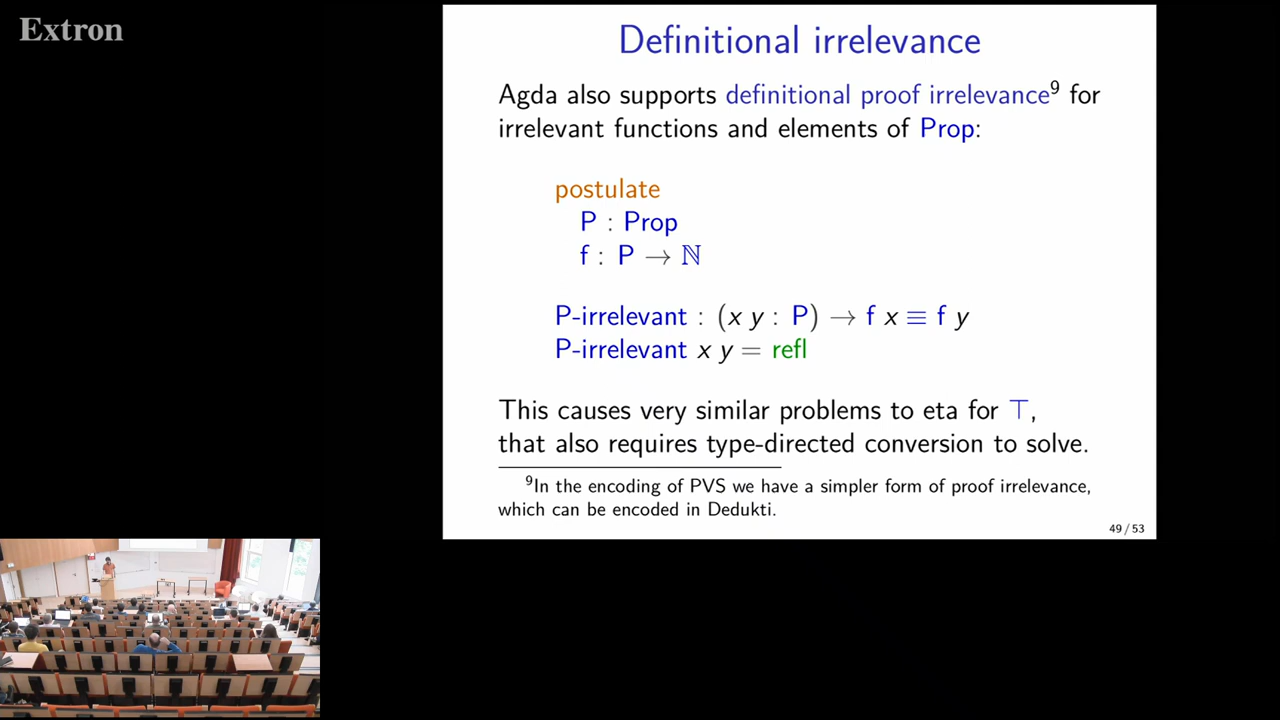 Extron
Definitional irrelevance
Agda also supports definitional proof irrelevance⁹ for
irrelevant functions and elements of Prop:
postulate
P : Prop
f : P → ℕ
P-irrelevant : (x y : P) → f x ≡ f y
P-irrelevant x y = refl
This causes very similar problems to eta for ⊤,
that also requires type-directed conversion to solve.
⁹In the encoding of PVS we have a simpler form of proof irrelevance,
which can be encoded in Dedukti.
49 / 53